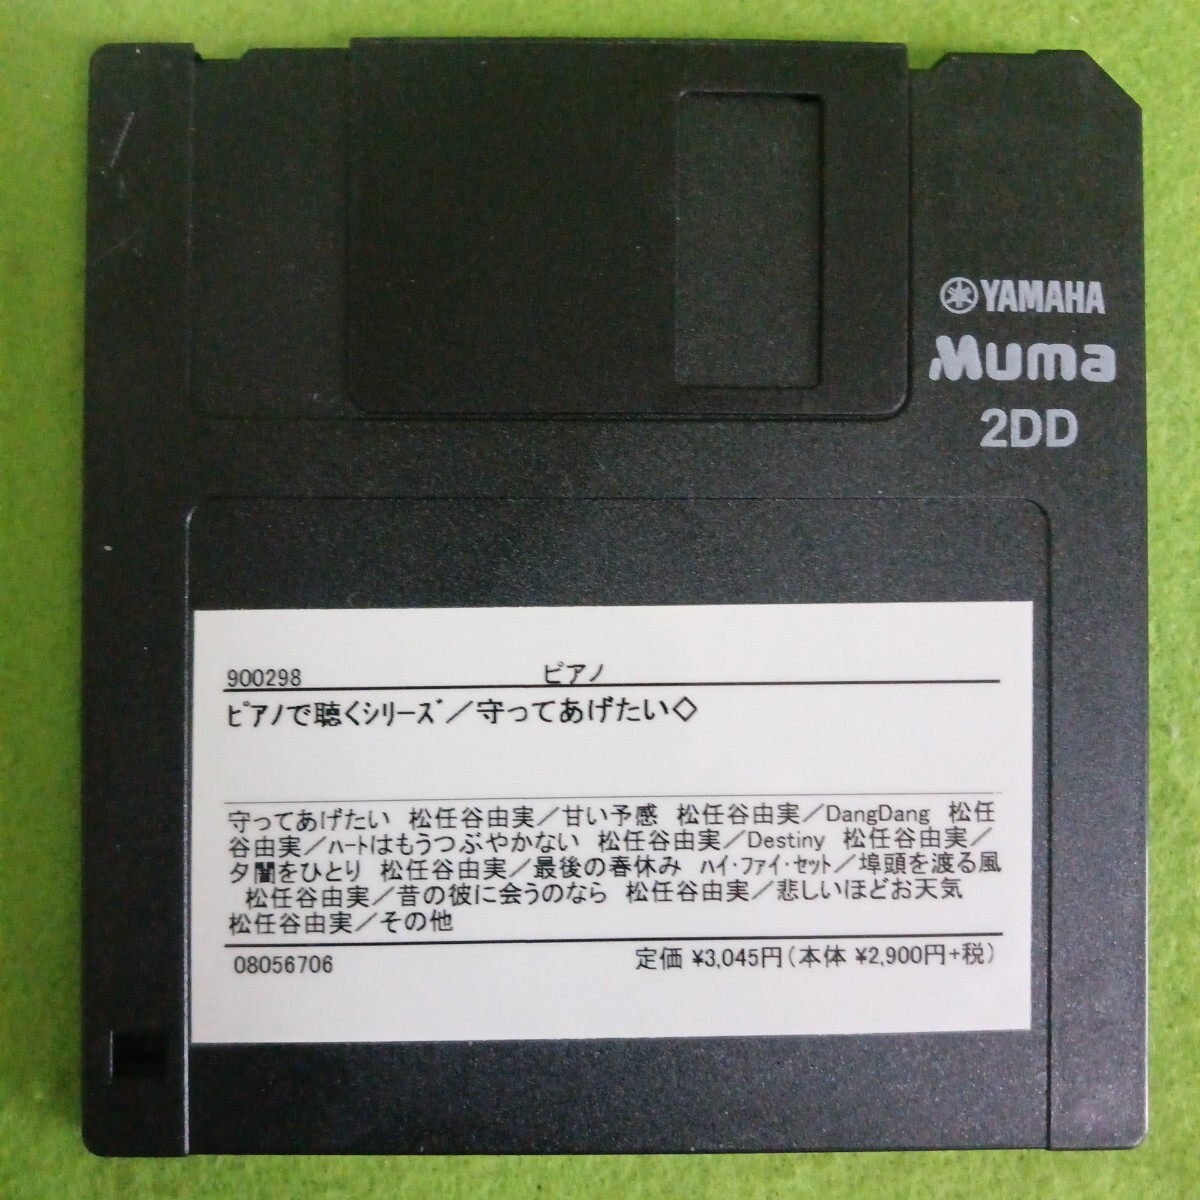 YAMAHA
Muma
2DD
900298 ピアノ
ﾋﾟｱﾉで聴くｼﾘｰｽﾞ／守ってあげたい◇
守ってあげたい 松任谷由実／甘い予感 松任谷由実／DangDang 松任
谷由実／ﾊｰﾄはもうつぶやかない 松任谷由実／Destiny 松任谷由実／
夕闇をひとり 松任谷由実／最後の春休み ﾊｲ･ﾌｧｲ･ｾｯﾄ／埠頭を渡る風
松任谷由実／昔の彼に会うのなら 松任谷由実／悲しいほどお天気
松任谷由実／その他
08056706 定価 ¥3,045円(本体 ¥2,900円+税)